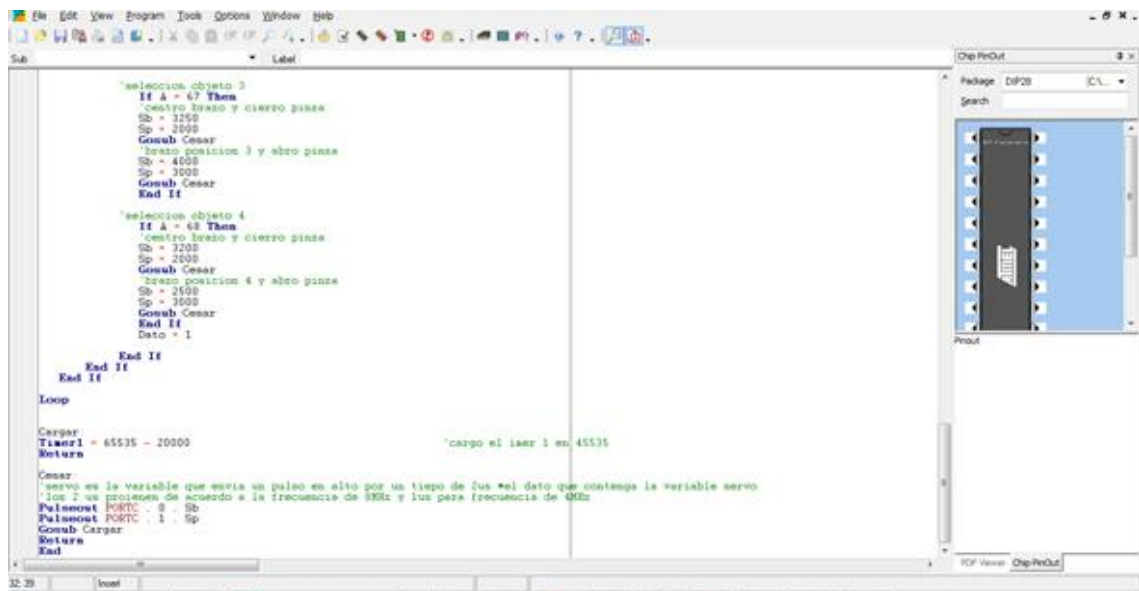 File Edit View Program Tools Options Window Help
Sub Label
'seleccion objeto 3
If A = 67 Then
'centro brazo y cierro pinza
Sb = 3250
Sp = 2000
Gosub Cesar
'brazo posicion 3 y abro pinza
Sb = 4000
Sp = 3000
Gosub Cesar
End If
'seleccion objeto 4
If A = 68 Then
'centro brazo y cierro pinza
Sb = 3200
Sp = 2000
Gosub Cesar
'brazo posicion 4 y abro pinza
Sb = 2500
Sp = 3000
Gosub Cesar
End If
Dato = 1
End If
End If
End If
Loop
Cargar:
Timer1 = 65535 - 20000 'cargo el iaer 1 en 45535
Return
Cesar:
'servo es la variable que envia un pulso en alto por un tiepo de 2us *el dato que contenga la variable servo
'los 2 us proienen de acuerdo a la frecuencia de 8MHz y 1us para frecuencia de 4MHz
Pulseout PORTC , 0 , Sb
Pulseout PORTC , 1 , Sp
Gosub Cargar
Return
End
32: 39 Insert
Chip PinOut
Package DIP28 [C:\...
Search
ATMEL
Pinout
PDF Viewer Chip PinOut